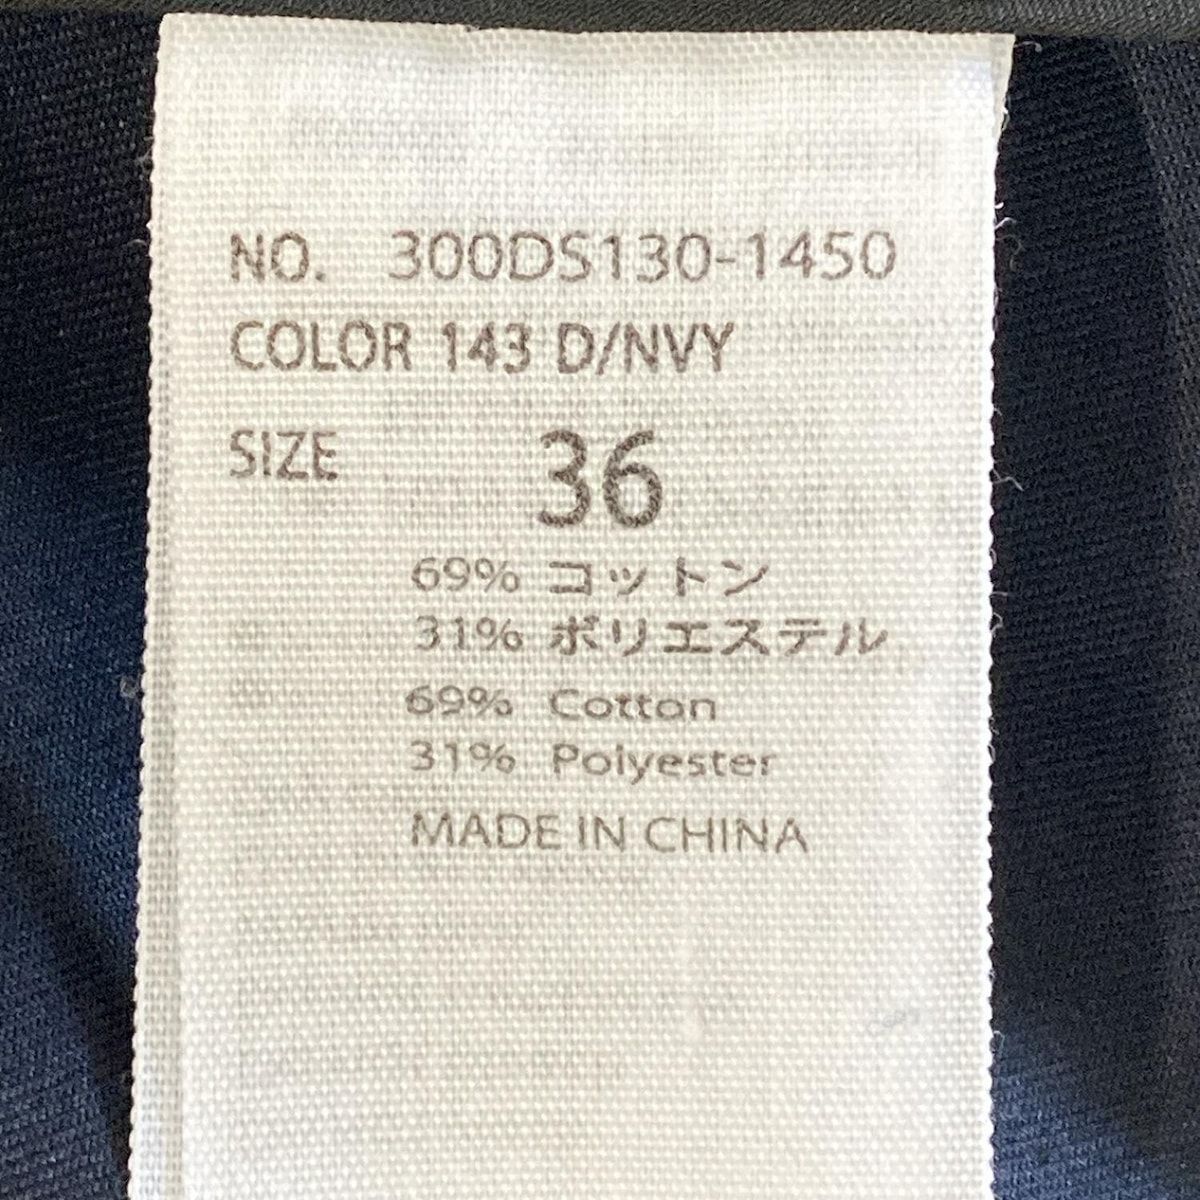 NO. 300DS130-1450
COLOR 143 D/NVY
SIZE 36
69% コットン
31% ポリエステル
69% Cotton
31% Polyester
MADE IN CHINA